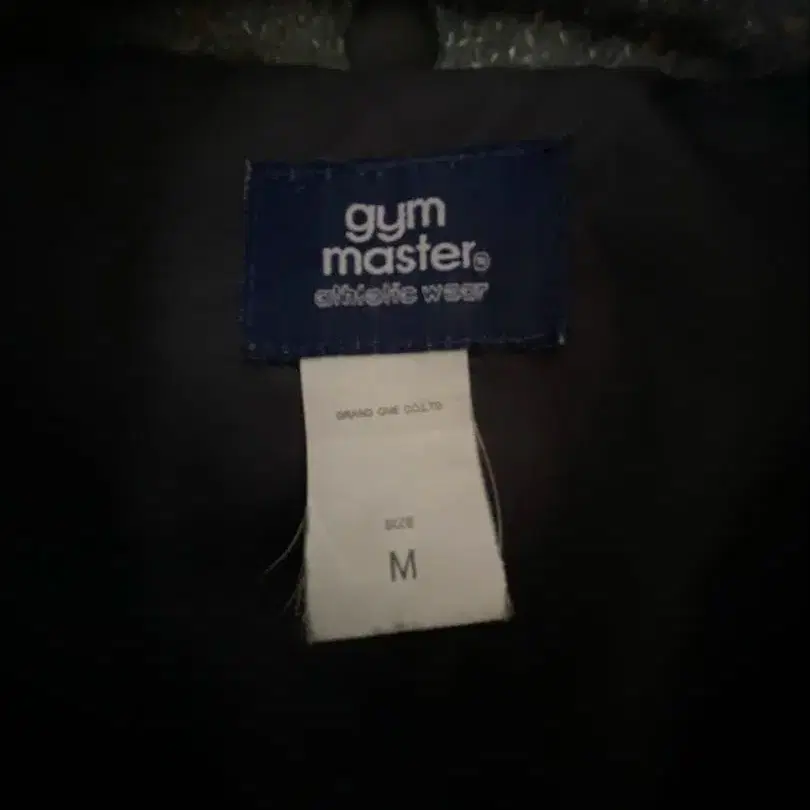 gym
master®
athletic wear
GRAND ONE CO.LTD
SIZE
M